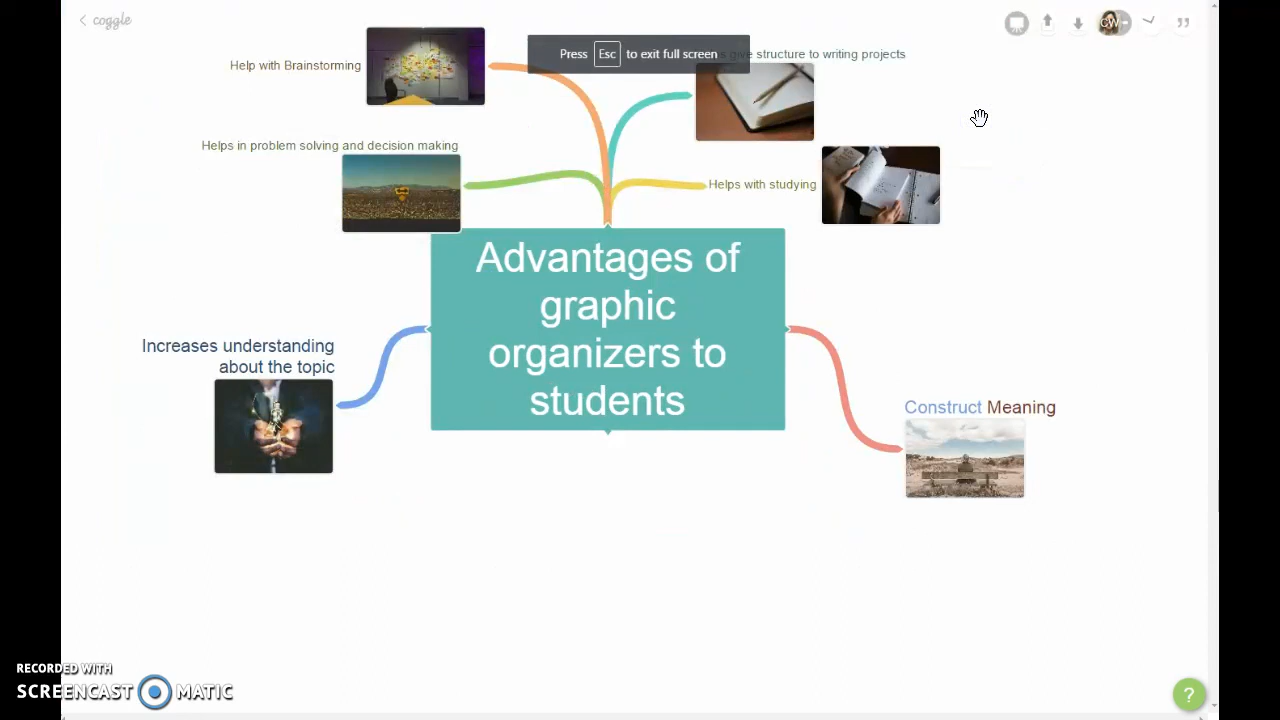 coggle
CW
Press Esc to exit full screen
give structure to writing projects
Help with Brainstorming
Helps in problem solving and decision making
Helps with studying
Advantages of
graphic
organizers to
students
Increases understanding
about the topic
Construct Meaning
RECORDED WITH
SCREENCAST MATIC
?